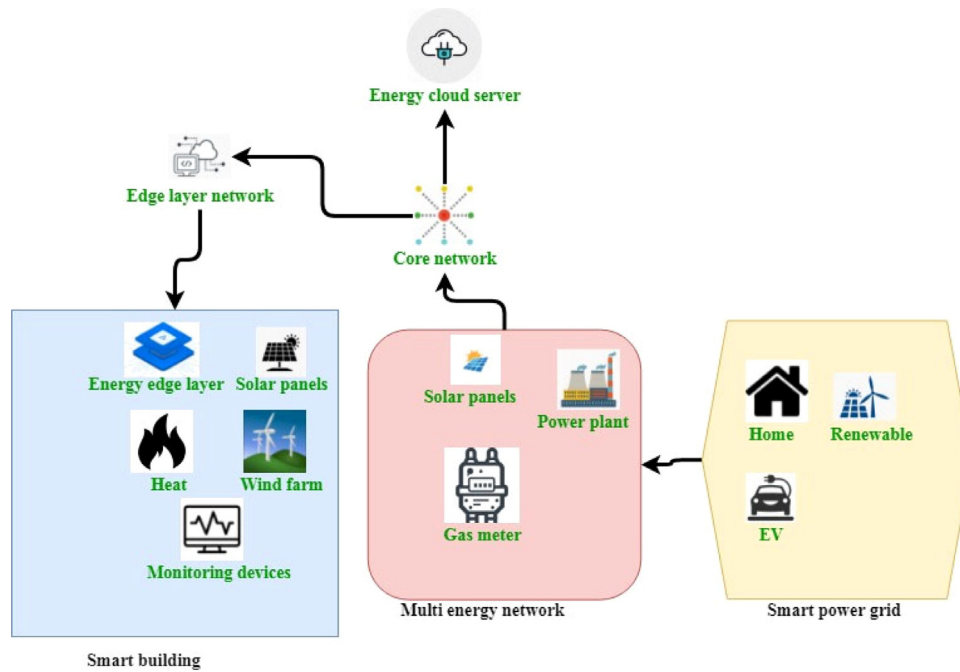 Energy cloud server
Edge layer network
Core network
Energy edge layer
Solar panels
Heat
Wind farm
Monitoring devices
Smart building
Solar panels
Power plant
Gas meter
Multi energy network
Home
Renewable
EV
Smart power grid